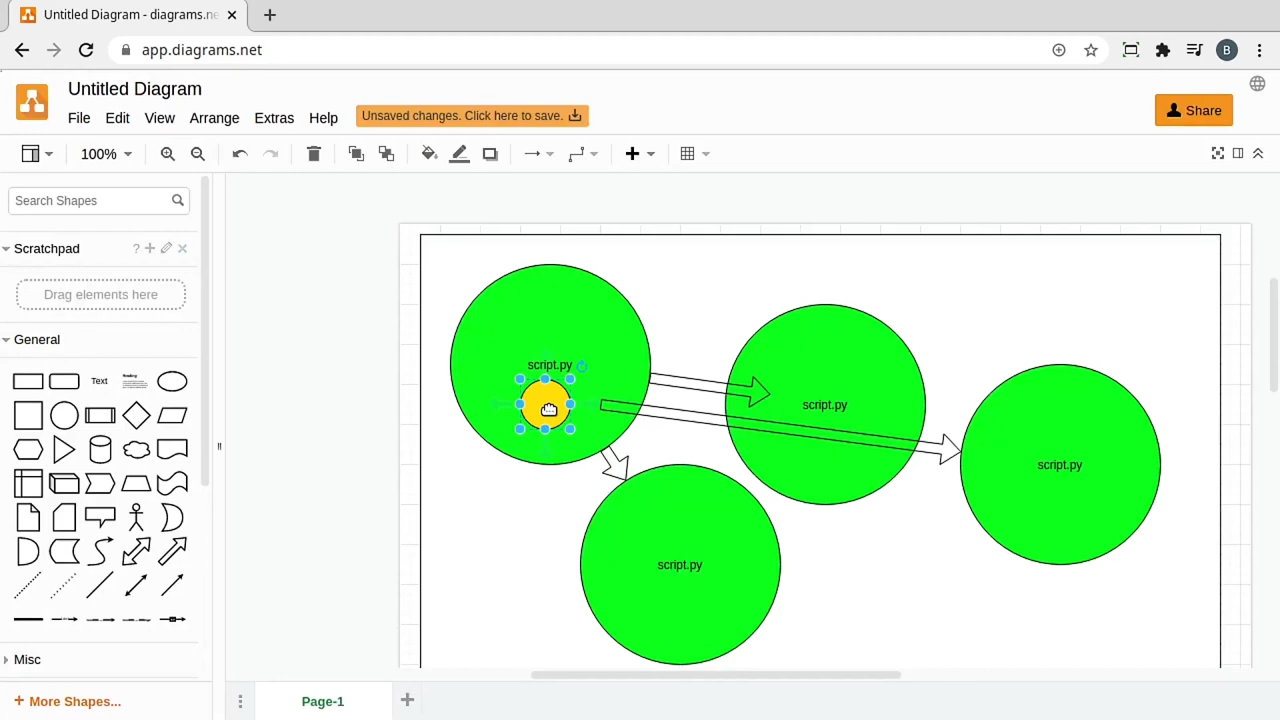 Untitled Diagram - diagrams.ne
app.diagrams.net
B
Untitled Diagram
File Edit View Arrange Extras Help
Unsaved changes. Click here to save.
Share
100%
Search Shapes
Scratchpad
?
Drag elements here
General
Text
Heading
script.py
script.py
script.py
script.py
Misc
+ More Shapes...
Page-1